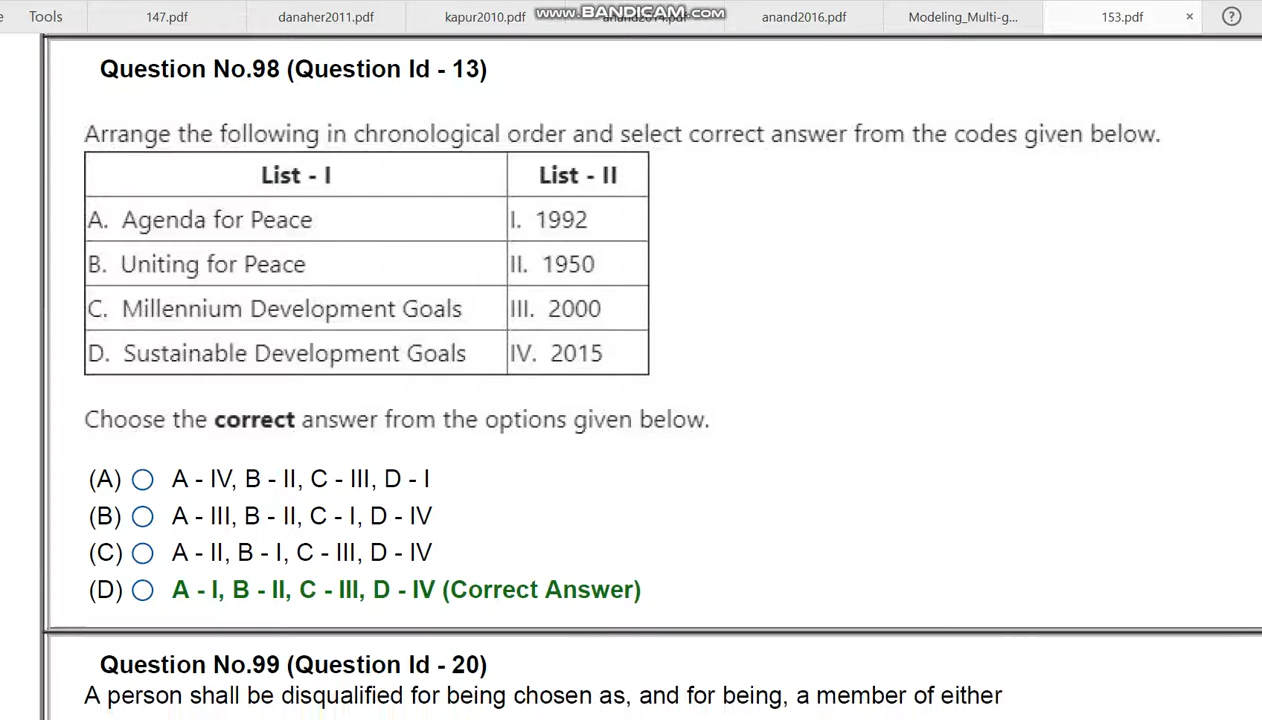 e Tools 147.pdf danaher2011.pdf kapur2010.pdf anand2014.pdf anand2016.pdf Modeling_Multi-g... 153.pdf × ?
www.BANDICAM.com
Question No.98 (Question Id - 13)
Arrange the following in chronological order and select correct answer from the codes given below.
List - I List - II
A. Agenda for Peace I. 1992
B. Uniting for Peace II. 1950
C. Millennium Development Goals III. 2000
D. Sustainable Development Goals IV. 2015
Choose the correct answer from the options given below.
(A) A - IV, B - II, C - III, D - I
(B) A - III, B - II, C - I, D - IV
(C) A - II, B - I, C - III, D - IV
(D) A - I, B - II, C - III, D - IV (Correct Answer)
Question No.99 (Question Id - 20)
A person shall be disqualified for being chosen as, and for being, a member of either